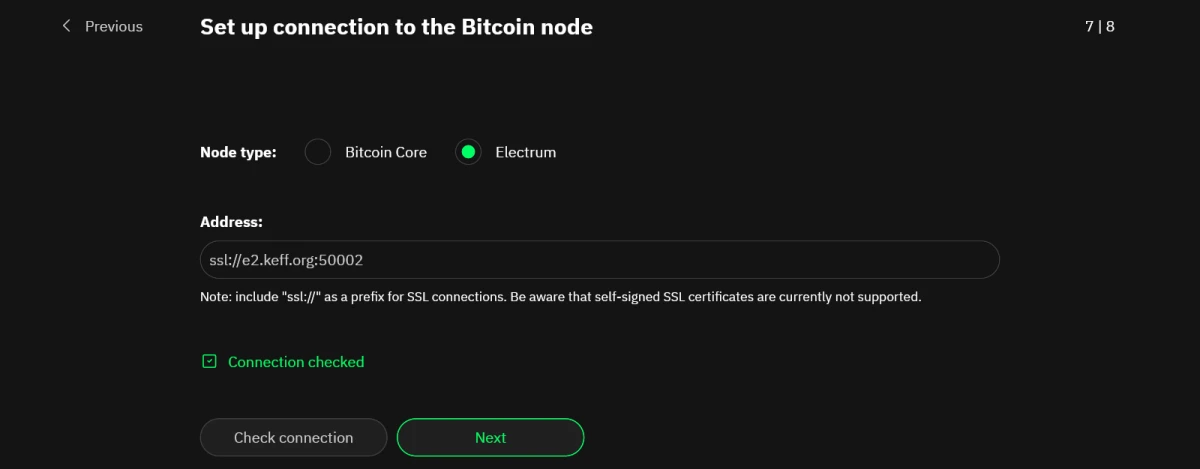 Previous
Set up connection to the Bitcoin node
7 | 8
Node type:
Bitcoin Core
Electrum
Address:
ssl://e2.keff.org:50002
Note: include "ssl://" as a prefix for SSL connections. Be aware that self-signed SSL certificates are currently not supported.
Connection checked
Check connection
Next